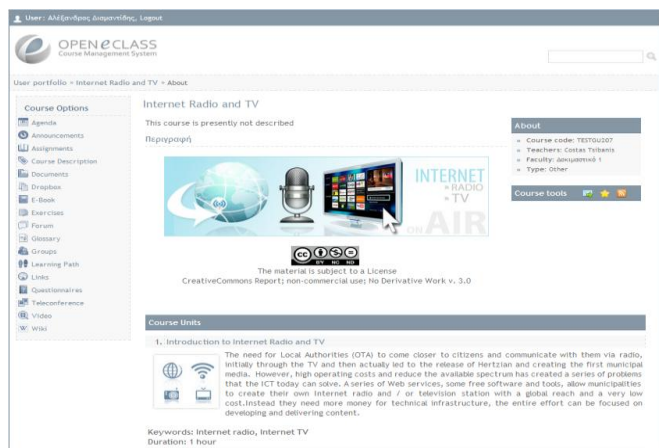 User: Αλέξανδρος Διαμαντίδης, Logout
OPEN eCLASS
Course Management System
User portfolio » Internet Radio and TV » About
Course Options
Agenda
Announcements
Assignments
Course Description
Documents
Dropbox
E-Book
Exercises
Forum
Glossary
Groups
Learning Path
Links
Questionnaires
Teleconference
Video
Wiki
Internet Radio and TV
This course is presently not described
Περιγραφή
INTERNET
RADIO
TV
ON AIR
cc
BY NC ND
The material is subject to a License
CreativeCommons Report; non-commercial use; No Derivative Work v. 3.0
About
Course code: TESTGU207
Teachers: Costas Tsibanis
Faculty: Δοκιμαστικό 1
Type: Other
Course tools
Course Units
1. Introduction to Internet Radio and TV
The need for Local Authorities (OTA) to come closer to citizens and communicate with them via radio,
initially through the TV and then actually led to the release of Hertzian and creating the first municipal
media. However, high operating costs and reduce the available spectrum has created a series of problems
that the ICT today can solve. A series of Web services, some free software and tools, allow municipalities
to create their own Internet radio and / or television station with a global reach and a very low
cost.Instead they need more money for technical infrastructure, the entire effort can be focused on
developing and delivering content.
Keywords: Internet radio, Internet TV
Duration: 1 hour